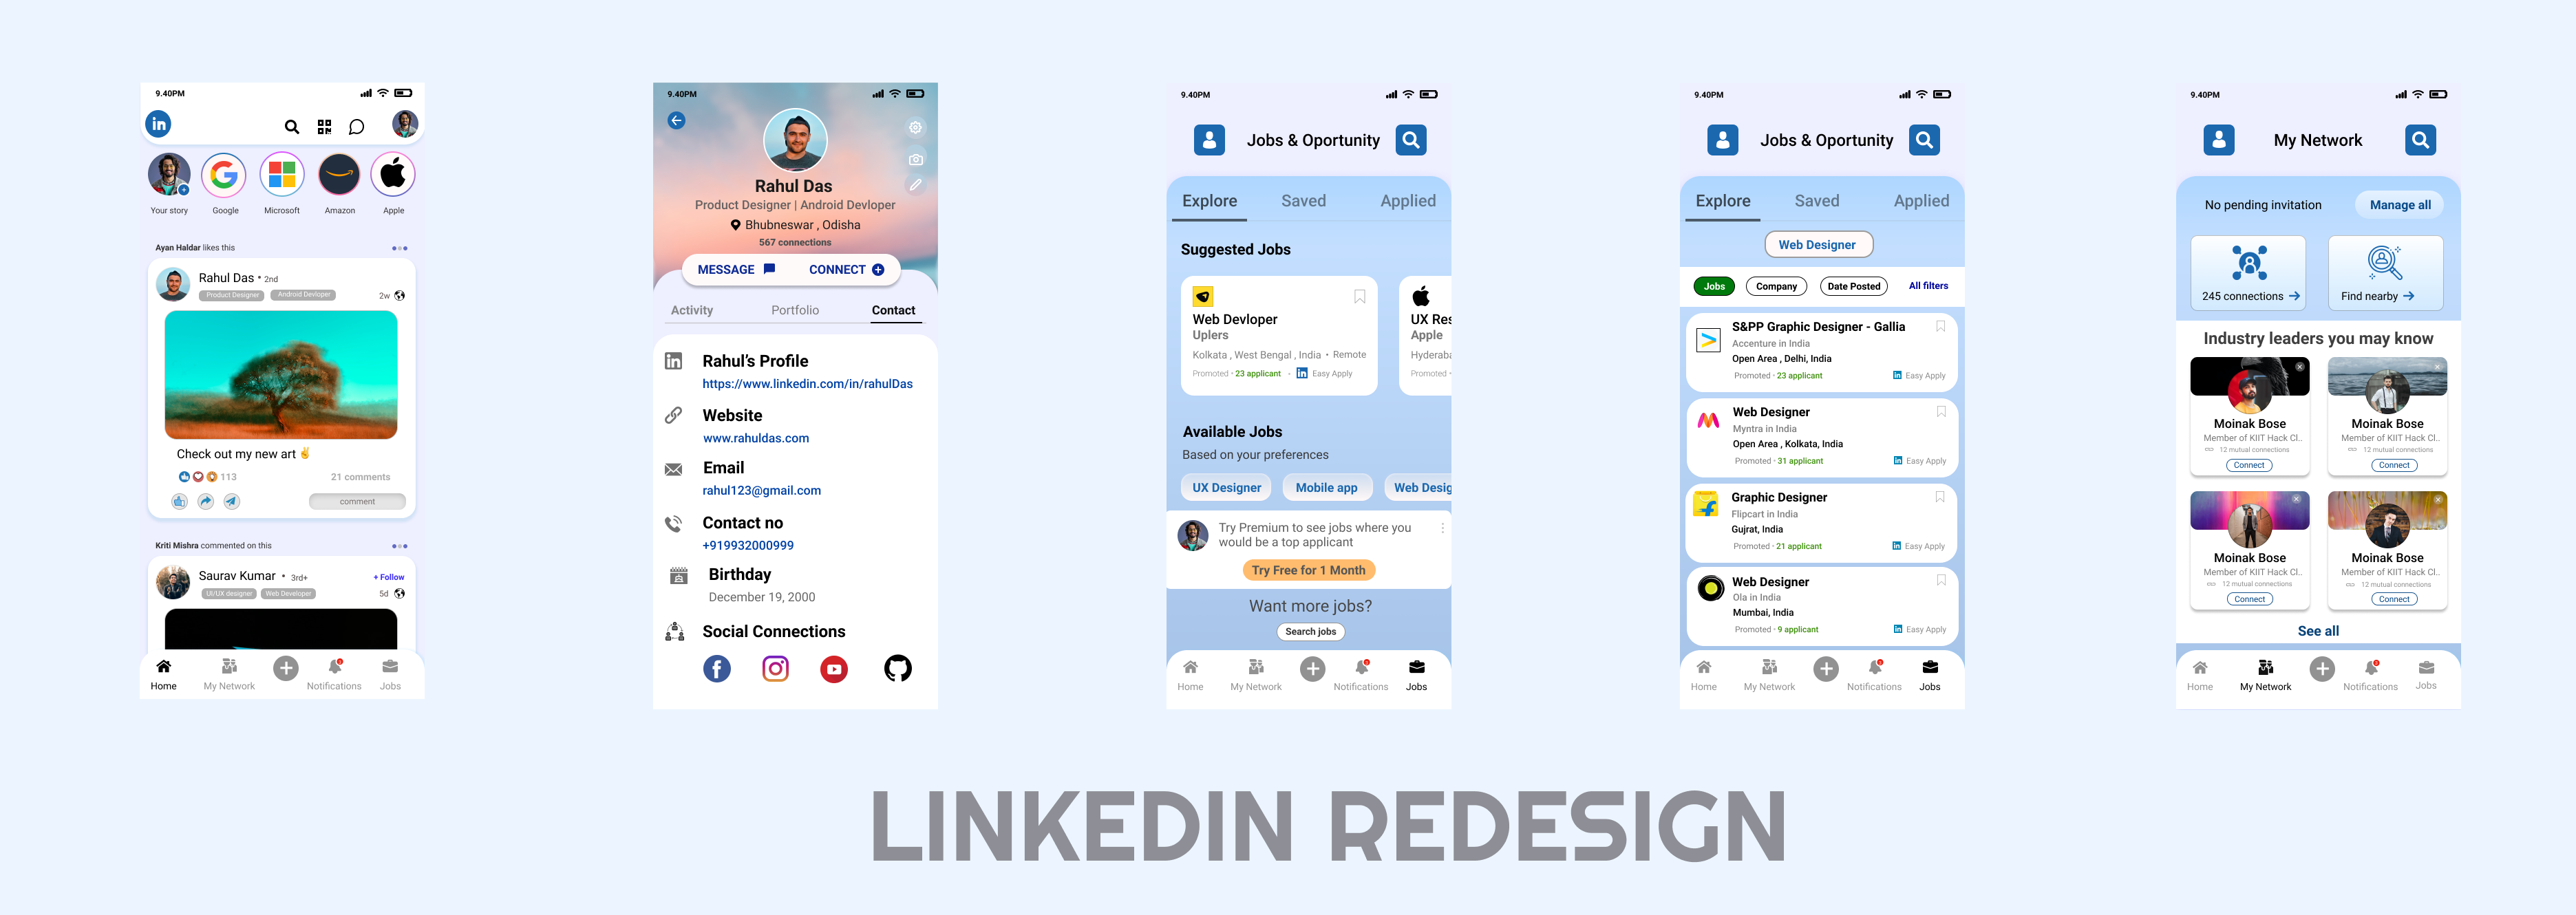 9.40PM
in
Your story
Google
Microsoft
Amazon
Apple
Ayan Haldar likes this
Rahul Das • 2nd
Product Designer
Android Devloper
2w
Check out my new art ✌
113
21 comments
comment
Kriti Mishra commented on this
Saurav Kumar • 3rd+
+ Follow
UI/UX designer
Web Developer
5d
Home
My Network
Notifications
Jobs
9.40PM
Rahul Das
Product Designer | Android Devloper
Bhubneswar , Odisha
567 connections
MESSAGE
CONNECT
Activity
Portfolio
Contact
in
Rahul's Profile
https://www.linkedin.com/in/rahulDas
Website
www.rahuldas.com
Email
rahul123@gmail.com
Contact no
+919932000999
Birthday
December 19, 2000
Social Connections
9.40PM
Jobs & Oportunity
Explore
Saved
Applied
Suggested Jobs
Web Devloper
Uplers
Kolkata , West Bengal , India • Remote
Promoted · 23 applicant · in Easy Apply
UX Res
Apple
Hyderaba
Promoted ·
Available Jobs
Based on your preferences
UX Designer
Mobile app
Web Desig
Try Premium to see jobs where you
would be a top applicant
Try Free for 1 Month
Want more jobs?
Search jobs
Home
My Network
Notifications
Jobs
9.40PM
Jobs & Oportunity
Explore
Saved
Applied
Web Designer
Jobs
Company
Date Posted
All filters
S&PP Graphic Designer - Gallia
Accenture in India
Open Area , Delhi, India
Promoted · 23 applicant
in Easy Apply
Web Designer
Myntra in India
Open Area , Kolkata, India
Promoted · 31 applicant
in Easy Apply
Graphic Designer
Flipcart in India
Gujrat, India
Promoted · 21 applicant
in Easy Apply
Web Designer
Ola in India
Mumbai, India
Promoted · 9 applicant
in Easy Apply
Home
My Network
Notifications
Jobs
9.40PM
My Network
No pending invitation
Manage all
245 connections
Find nearby
Industry leaders you may know
Moinak Bose
Member of KIIT Hack Cl..
12 mutual connections
Connect
Moinak Bose
Member of KIIT Hack Cl..
12 mutual connections
Connect
Moinak Bose
Member of KIIT Hack Cl..
12 mutual connections
Connect
Moinak Bose
Member of KIIT Hack Cl..
12 mutual connections
Connect
See all
Home
My Network
Notifications
Jobs
LINKEDIN REDESIGN